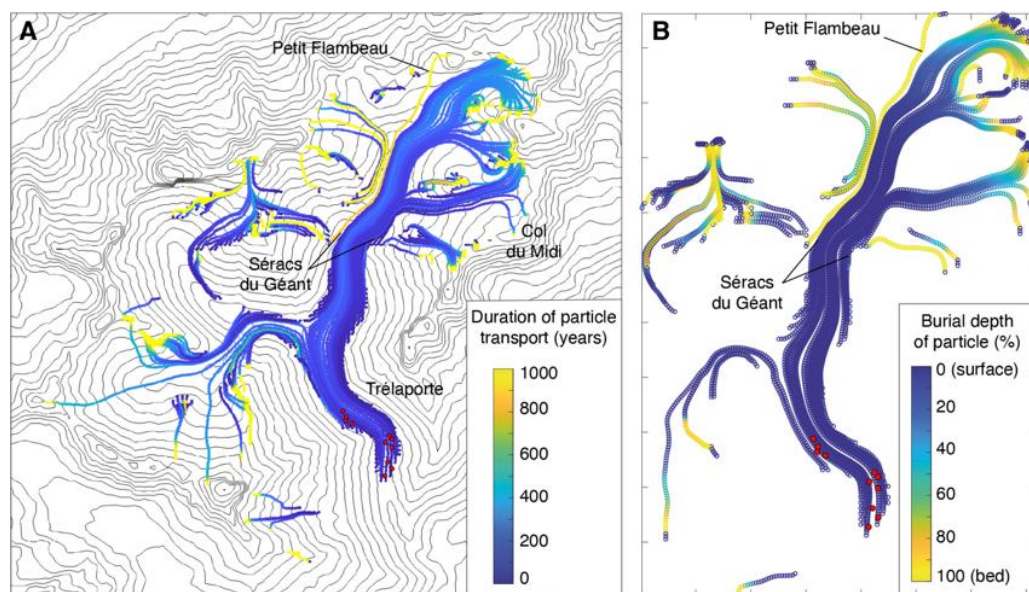 A
Petit Flambeau
Col
du Midi
Séracs
du Géant
Trélaporte
Duration of particle
transport (years)
1000
800
600
400
200
0
B
Petit Flambeau
Séracs
du Géant
Burial depth
of particle (%)
0 (surface)
20
40
60
80
100 (bed)